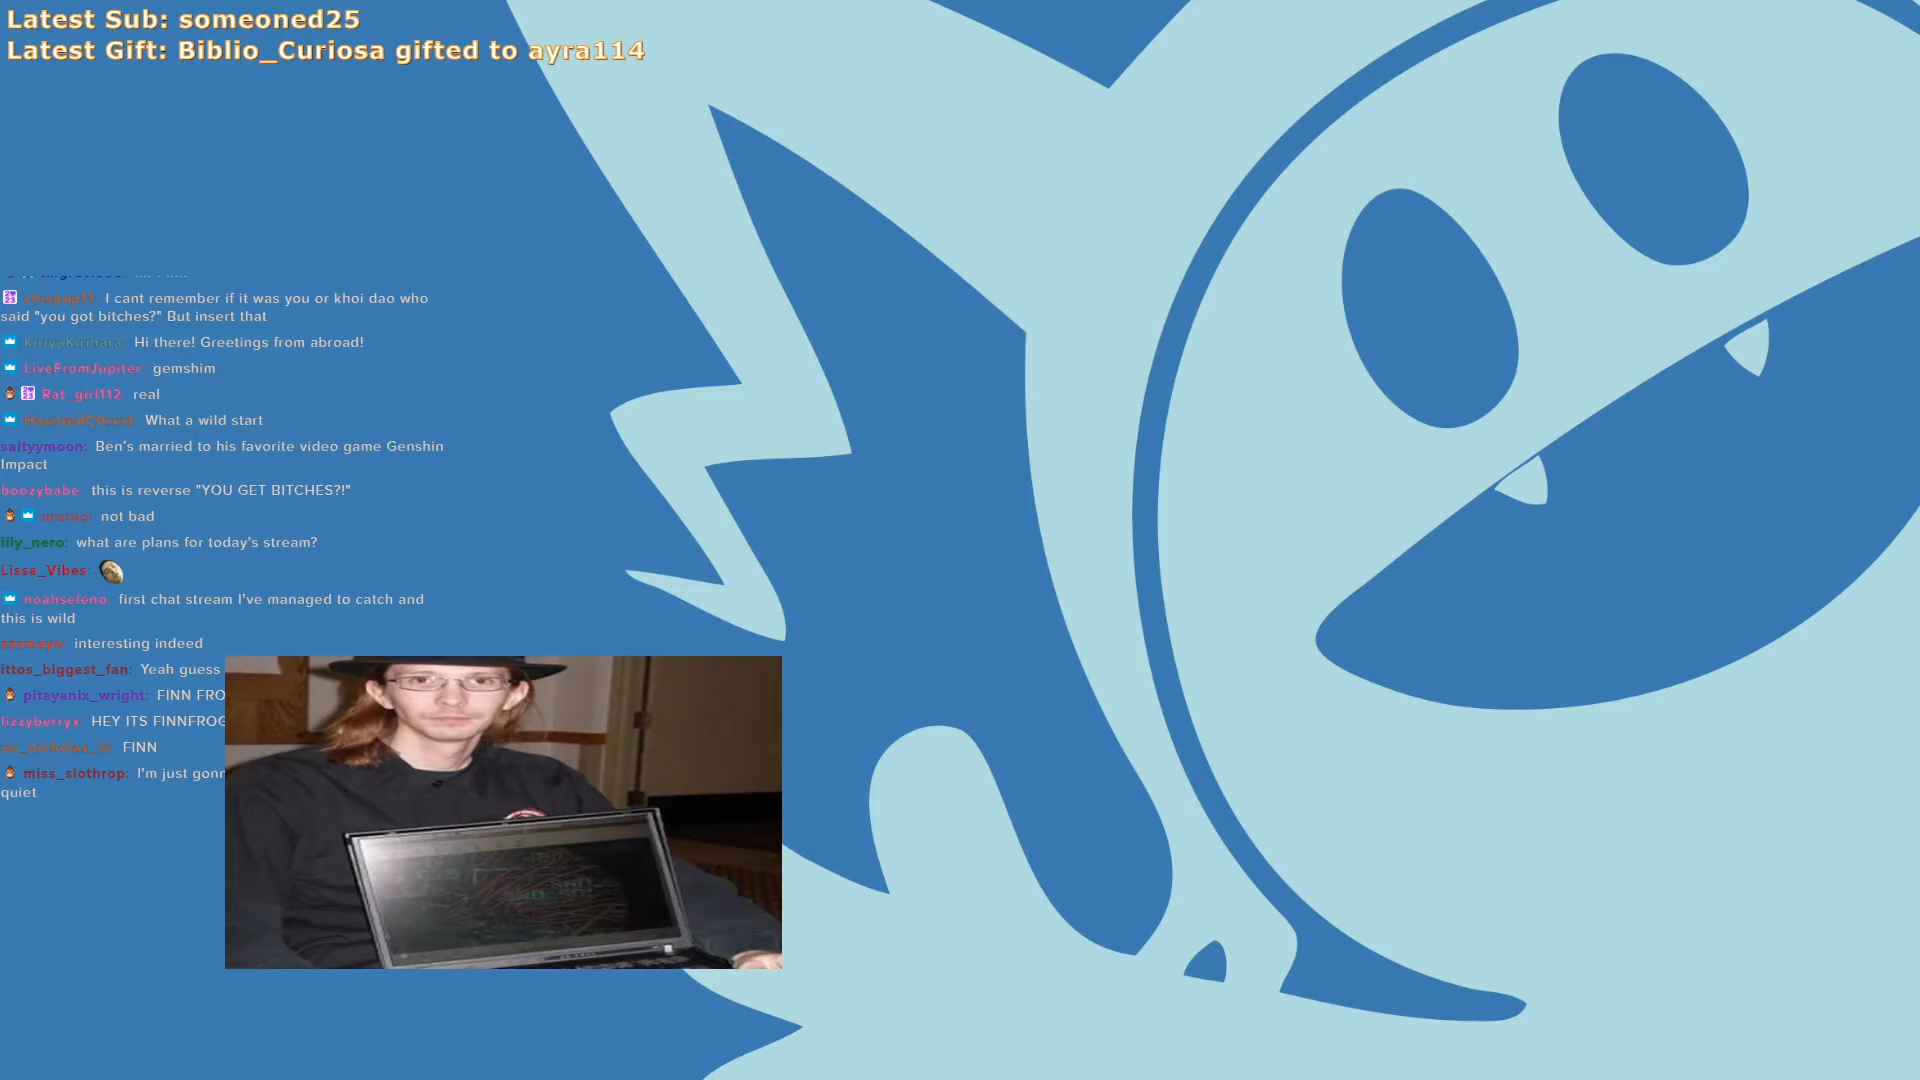 Latest Sub: someoned25
Latest Gift: Biblio_Curiosa gifted to ayra114
I cant remember if it was you or khoi dao who
said "you got bitches?" But insert that
KiriyaKirihara: Hi there! Greetings from abroad!
LiveFromJupiter: gemshim
Rat_girl112: real
HauntedC0rvid: What a wild start
saltyymoon: Ben's married to his favorite video game Genshin
Impact
boozybabe: this is reverse "YOU GET BITCHES?!"
not bad
lily_nero: what are plans for today's stream?
Lissa_Vibes:
noahseleno: first chat stream I've managed to catch and
this is wild
zzzmayo: interesting indeed
ittos_biggest_fan: Yeah guess
pitayanix_wright: FINN FRO
lizzyberryx: HEY ITS FINNFROG
FINN
miss_slothrop: I'm just gonn
quiet